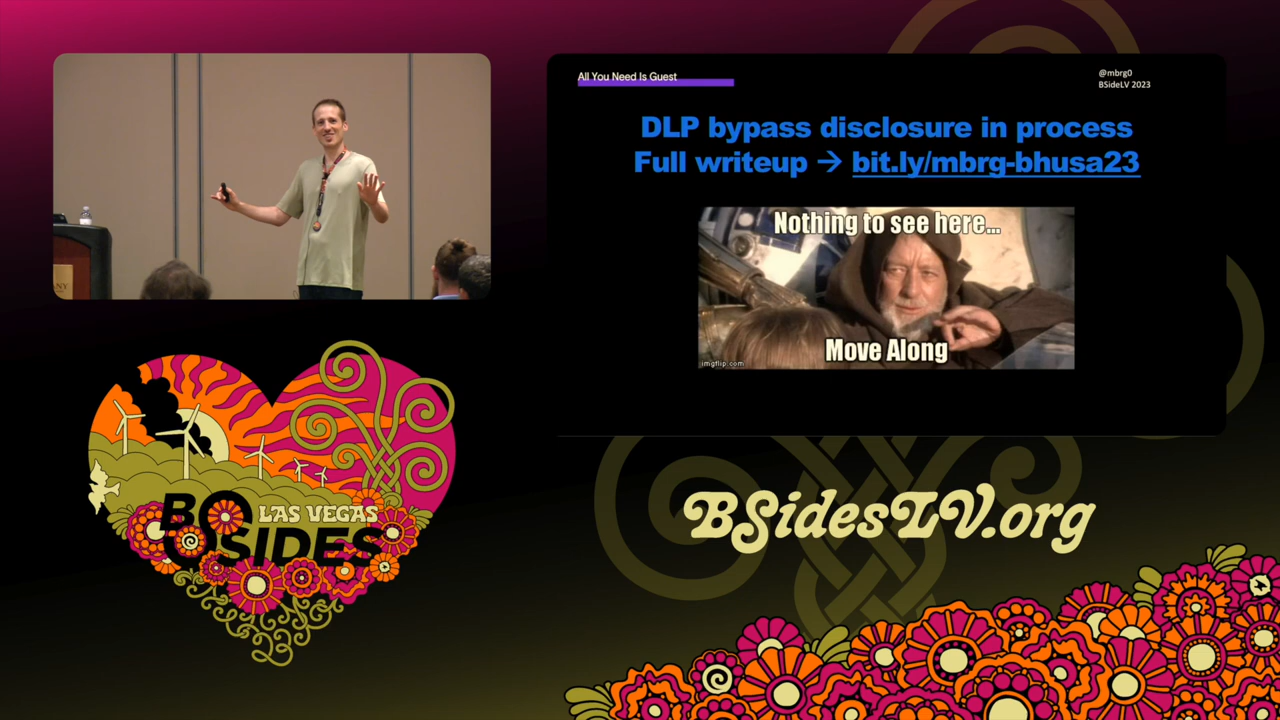 All You Need Is Guest
@mbrg0
BSideLV 2023
DLP bypass disclosure in process
Full writeup → bit.ly/mbrg-bhusa23
Nothing to see here...
Move Along
imgflip.com
LAS VEGAS
BSIDES
23
BSidesLV.org